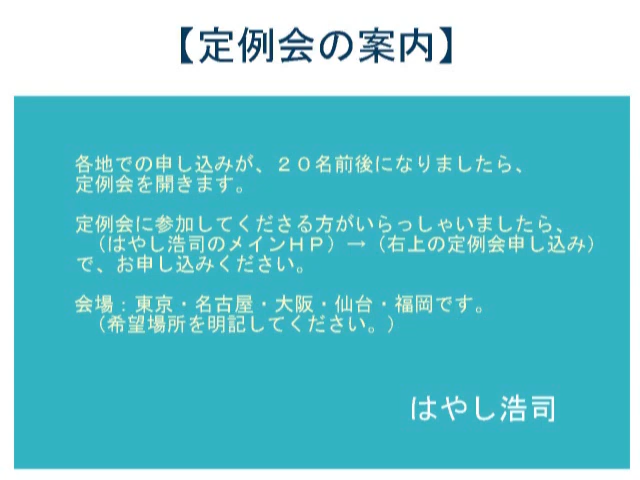 【定例会の案内】
各地での申し込みが、２０名前後になりましたら、
定例会を開きます。
定例会に参加してくださる方がいらっしゃいましたら、
（はやし浩司のメインＨＰ）→（右上の定例会申し込み）
で、お申し込みください。
会場：東京・名古屋・大阪・仙台・福岡です。
（希望場所を明記してください。）
はやし浩司